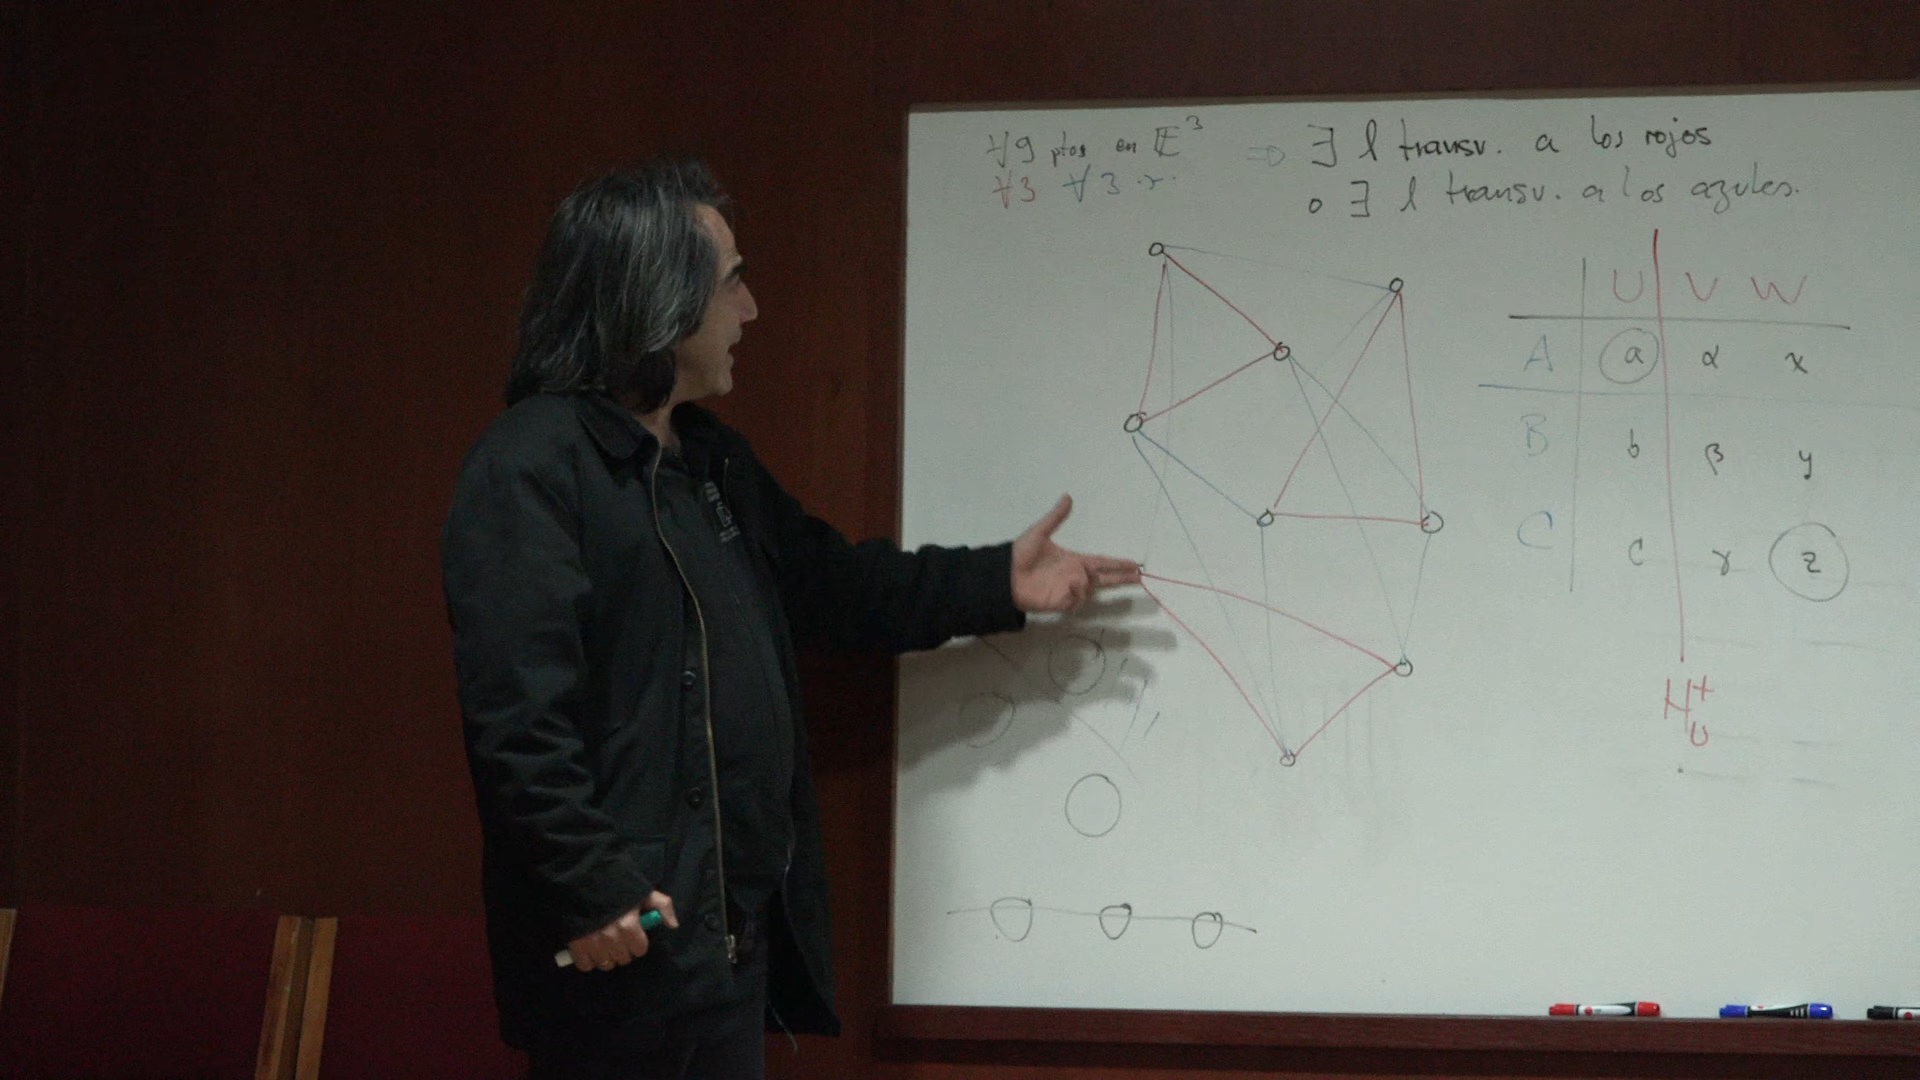 ∀9 ptos en E³ ⇒ ∃ l transv. a los rojos
∀3 ∀3
o ∃ l transv. a los azules.
U V W
A a α x
B b β y
C c γ z
H⁺U